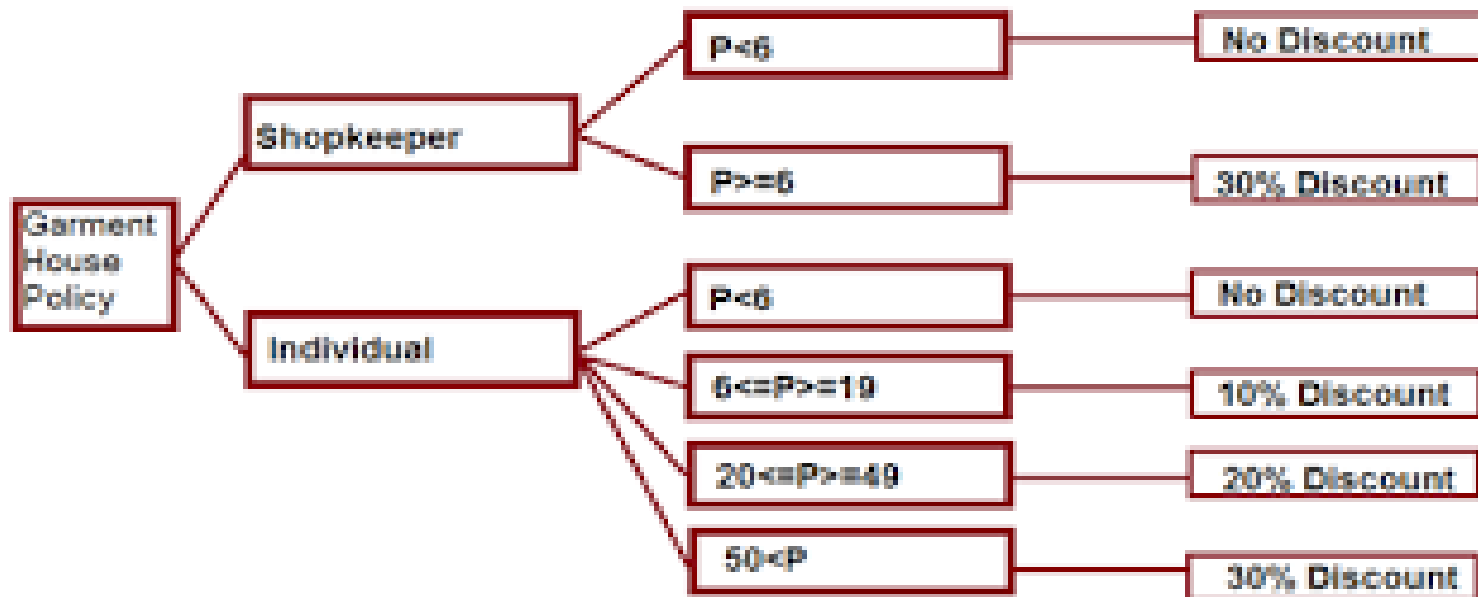 Garment
House
Policy
Shopkeeper
P<6
No Discount
P>=6
30% Discount
Individual
P<6
No Discount
6<=P>=19
10% Discount
20<=P>=49
20% Discount
50<P
30% Discount